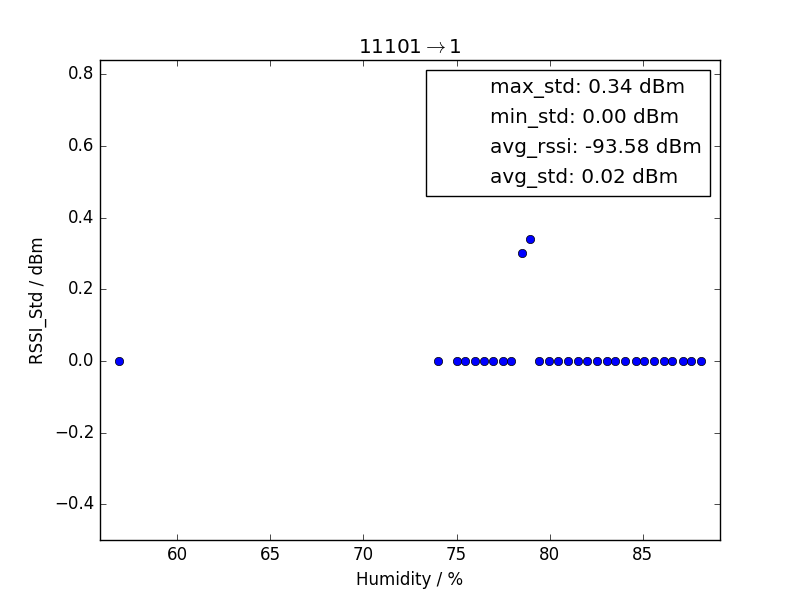 11101→1
max_std: 0.34 dBm
min_std: 0.00 dBm
avg_rssi: -93.58 dBm
avg_std: 0.02 dBm
RSSI_Std / dBm
0.8
0.6
0.4
0.2
0.0
−0.2
−0.4
60 65 70 75 80 85
Humidity / %